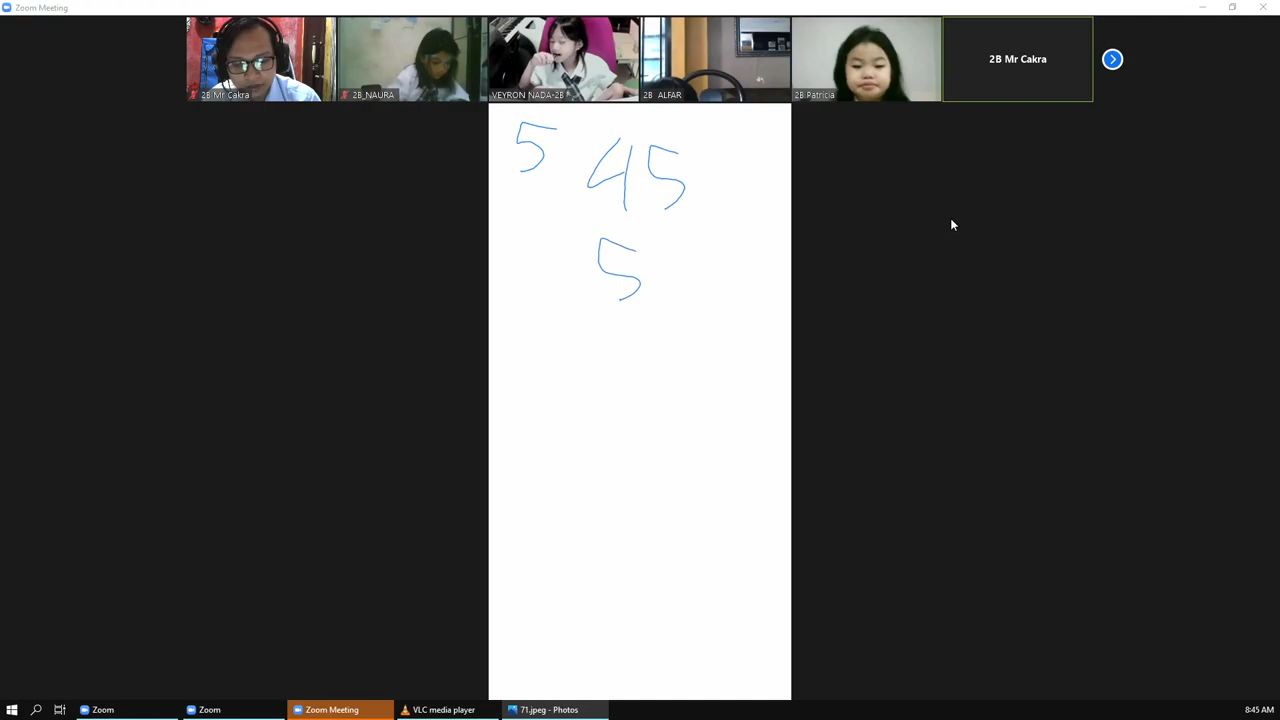 Zoom Meeting
2B Mr Cakra
2B_NAURA
VEYRON NADA-2B
2B ALFAR
2B Patricia
2B Mr Cakra
5
45
5
Zoom
Zoom
Zoom Meeting
VLC media player
71.jpeg - Photos
8:45 AM